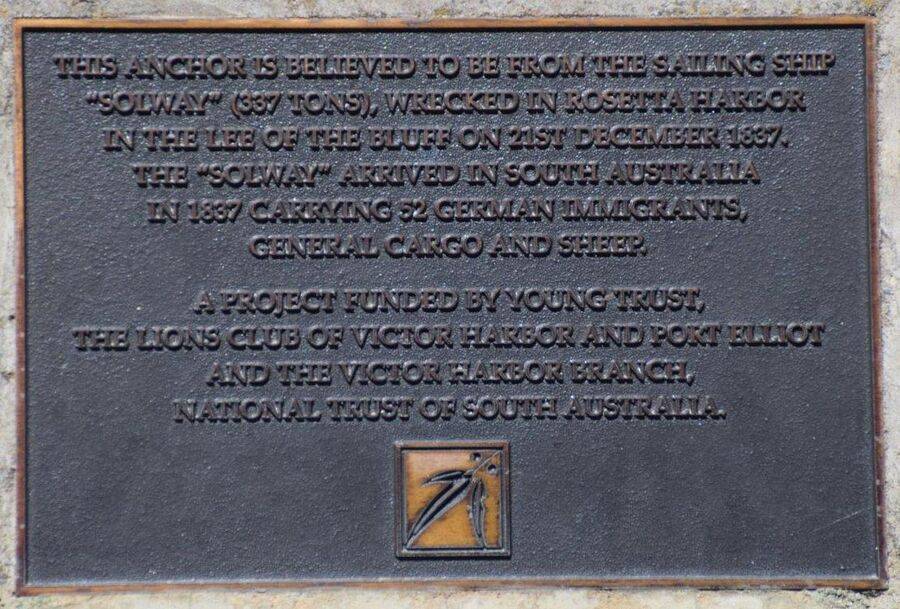 THIS ANCHOR IS BELIEVED TO BE FROM THE SAILING SHIP
"SOLWAY" (337 TONS), WRECKED IN ROSETTA HARBOR
IN THE LEE OF THE BLUFF ON 21ST DECEMBER 1837.
THE "SOLWAY" ARRIVED IN SOUTH AUSTRALIA
IN 1837 CARRYING 52 GERMAN IMMIGRANTS,
GENERAL CARGO AND SHEEP.
A PROJECT FUNDED BY YOUNG TRUST,
THE LIONS CLUB OF VICTOR HARBOR AND PORT ELLIOT
AND THE VICTOR HARBOR BRANCH,
NATIONAL TRUST OF SOUTH AUSTRALIA.